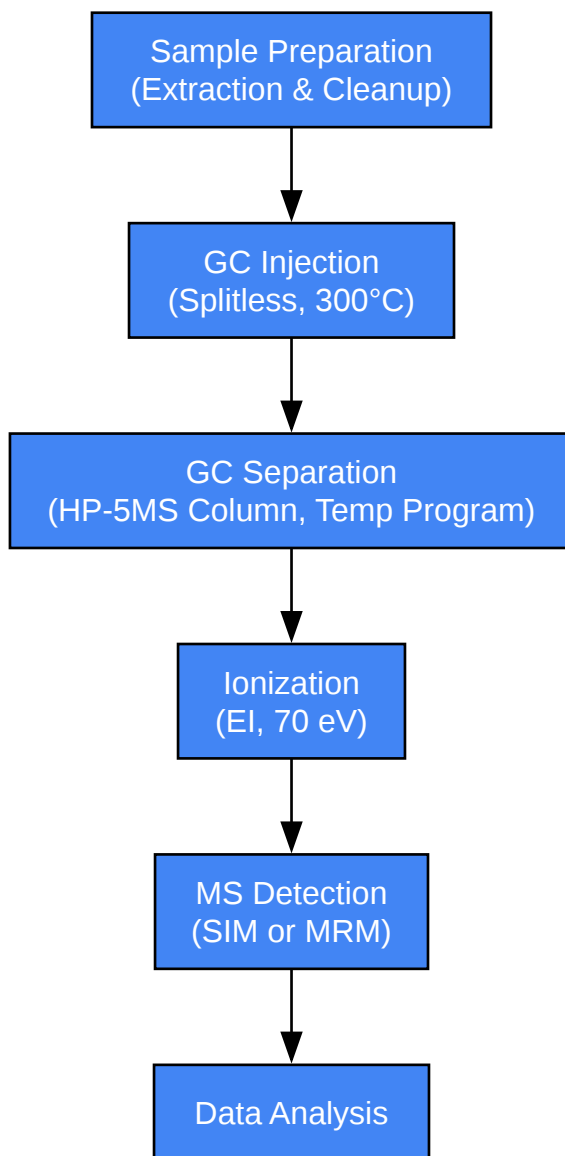 Sample Preparation
(Extraction & Cleanup)
GC Injection
(Splitless, 300°C)
GC Separation
(HP-5MS Column, Temp Program)
Ionization
(EI, 70 eV)
MS Detection
(SIM or MRM)
Data Analysis